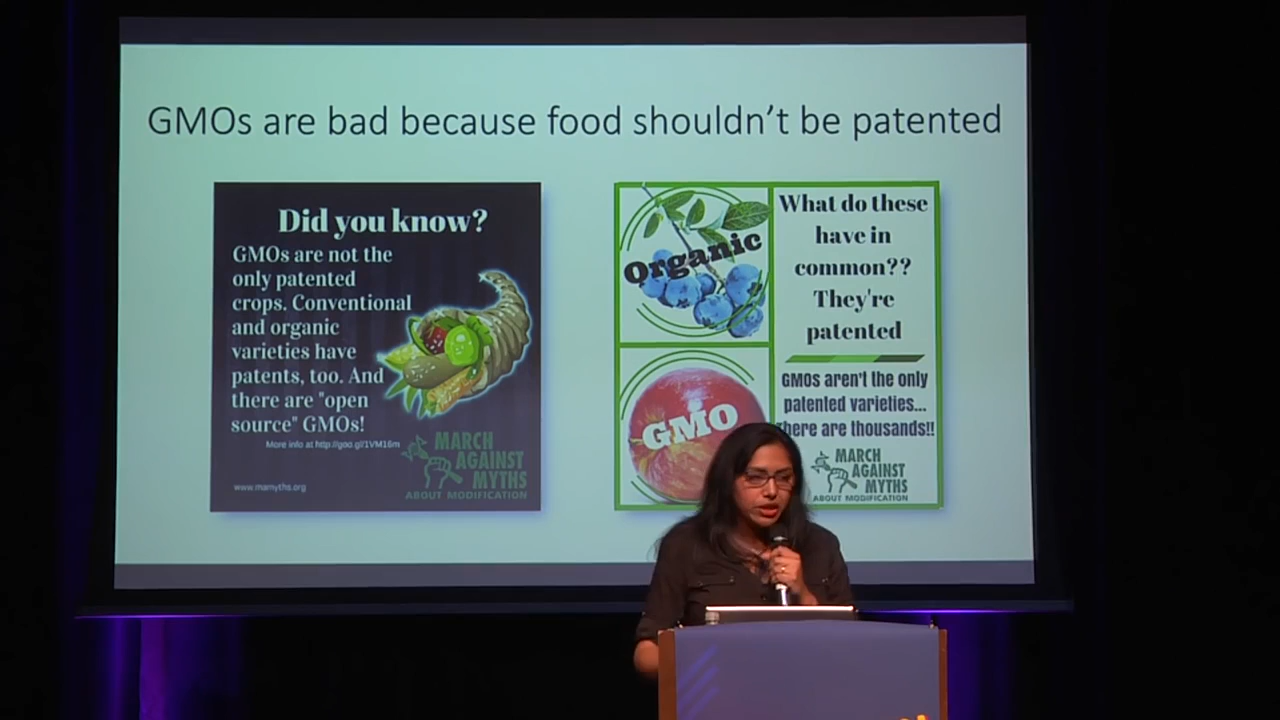 GMOs are bad because food shouldn't be patented
Did you know?
GMOs are not the
only patented
crops. Conventional
and organic
varieties have
patents, too. And
there are "open
source" GMOs!
More info at http://goo.gl/1VM16m
MARCH
AGAINST
MYTHS
ABOUT MODIFICATION
www.mamyths.org
Organic
GMO
What do these
have in
common??
They're
patented
GMOs aren't the only
patented varieties...
there are thousands!!
MARCH
AGAINST
MYTHS
ABOUT MODIFICATION